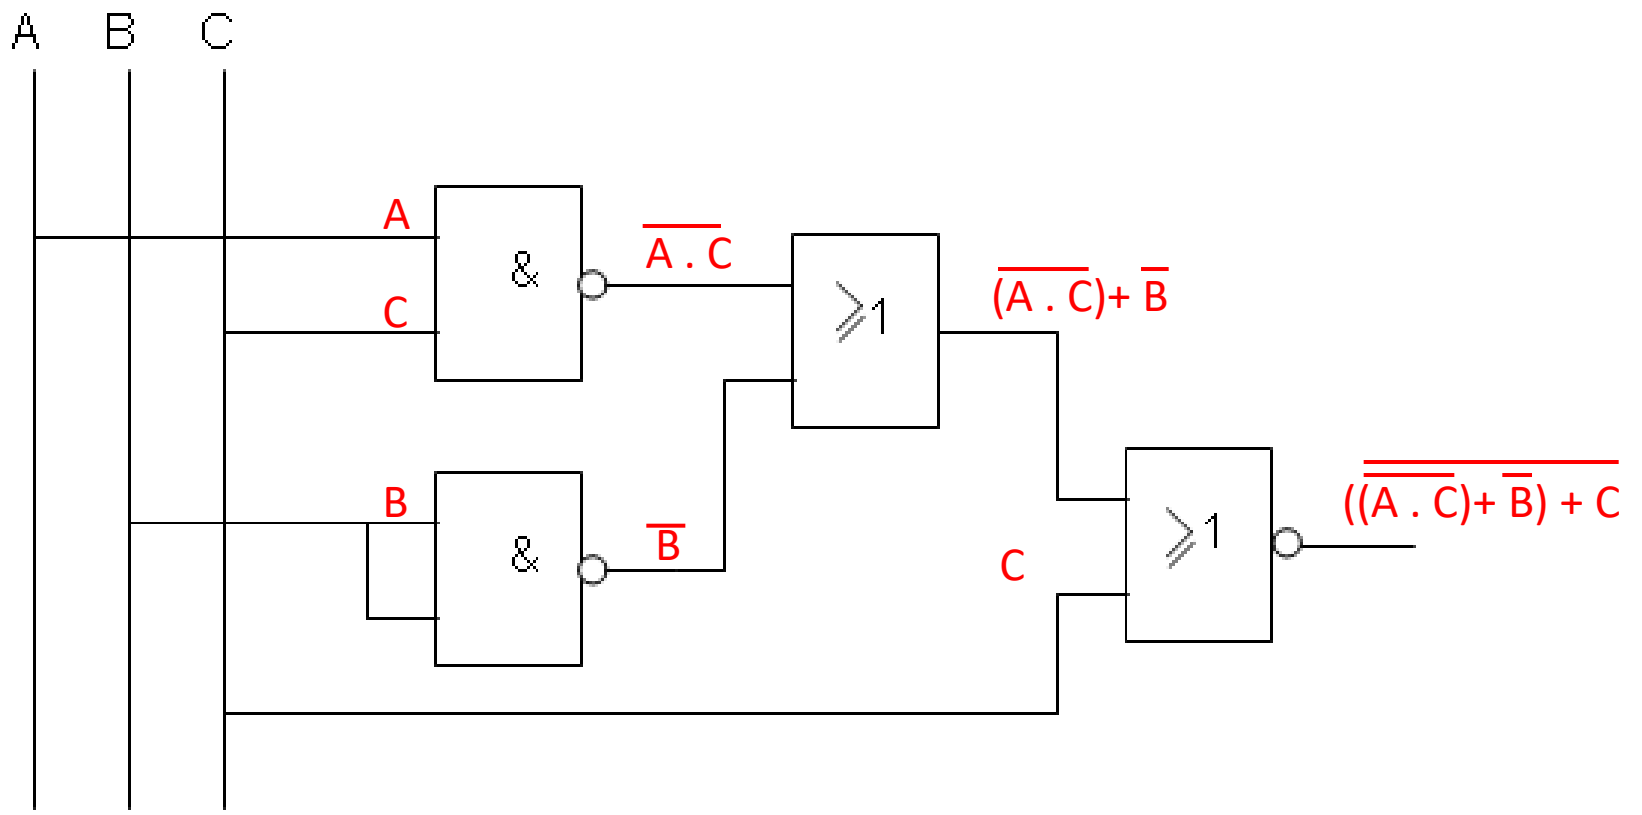 A B C
A
&
C
A̅ ̅.̅ ̅C̅
≥1
(A̅ ̅.̅ ̅C̅)+ B̅
B
&
B̅
C
≥1
((A̅ ̅.̅ ̅C̅)+ B̅) + C